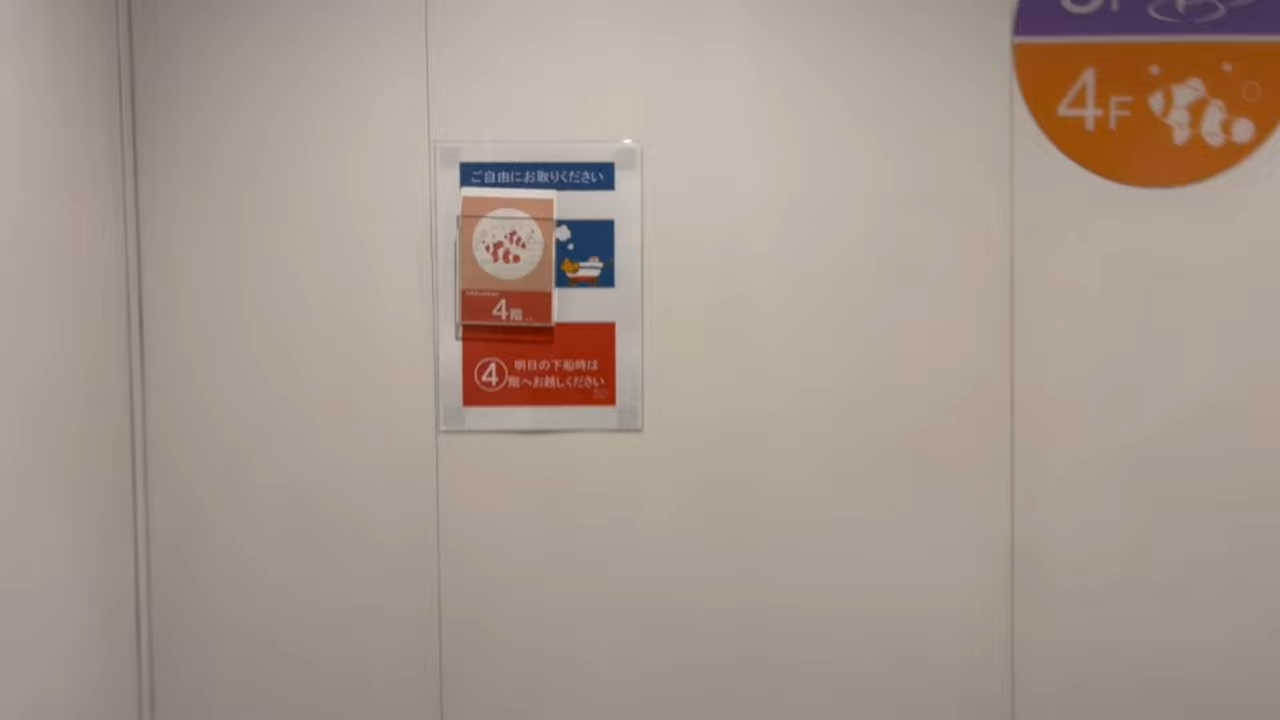 ご自由にお取りください
4階
④ 明日の下船時は
階へお越しください
4F